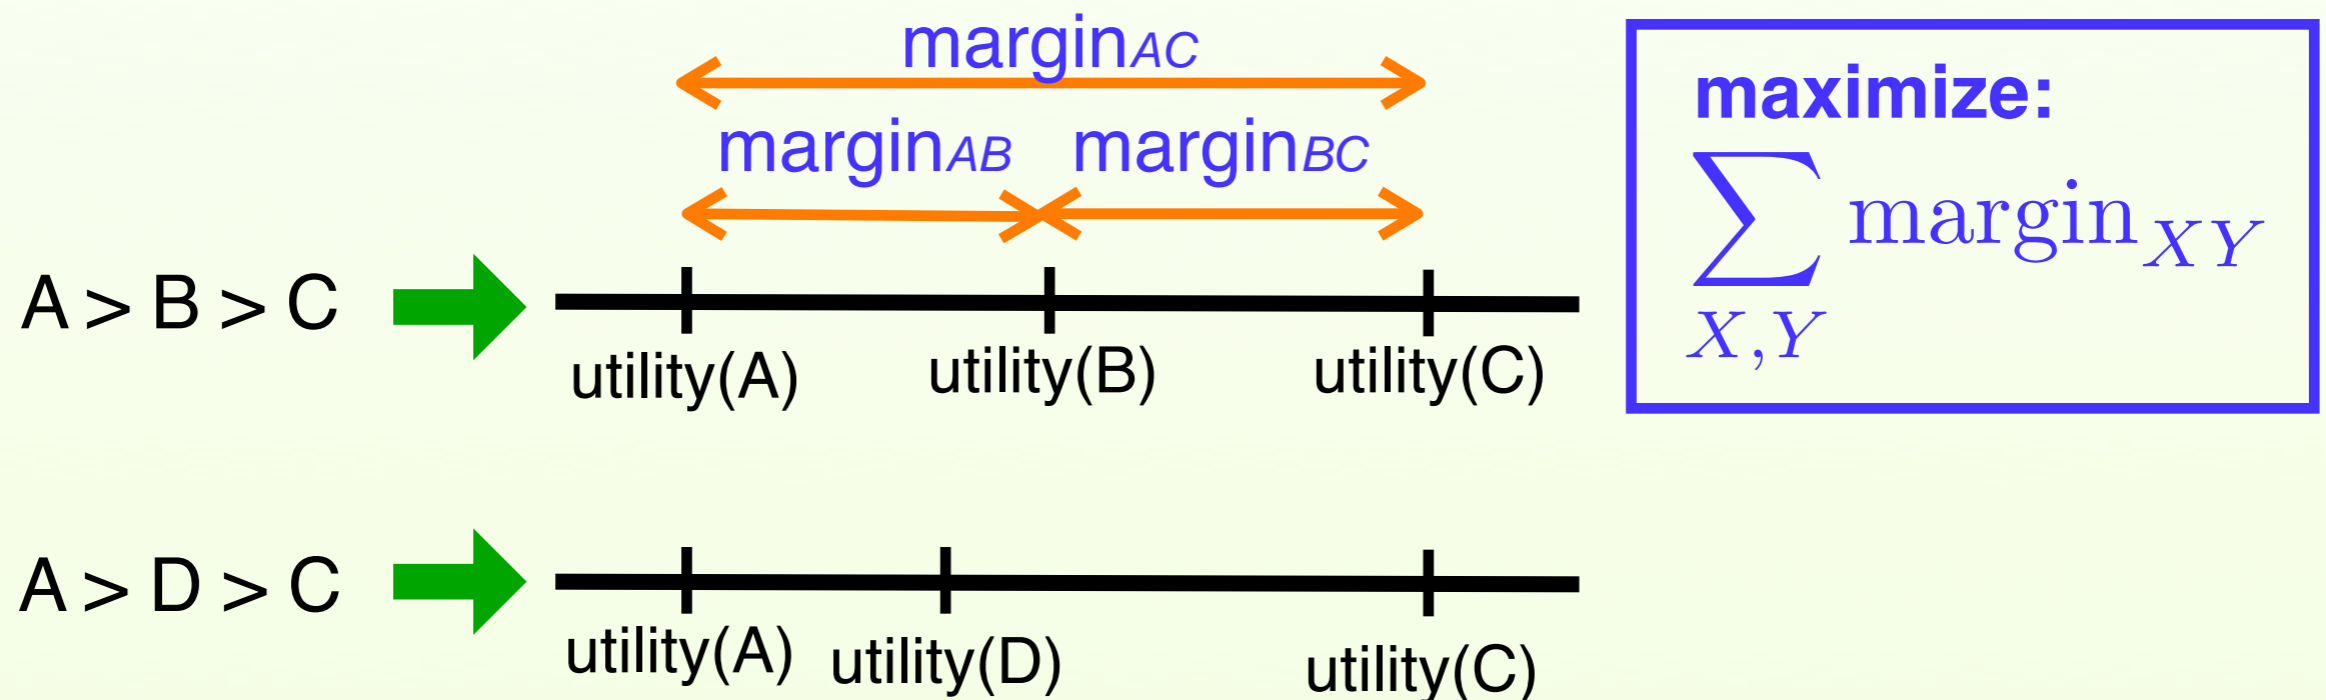 marginAC
marginAB marginBC
A > B > C
utility(A) utility(B) utility(C)
maximize:
∑ marginXY
X,Y
A > D > C
utility(A) utility(D) utility(C)